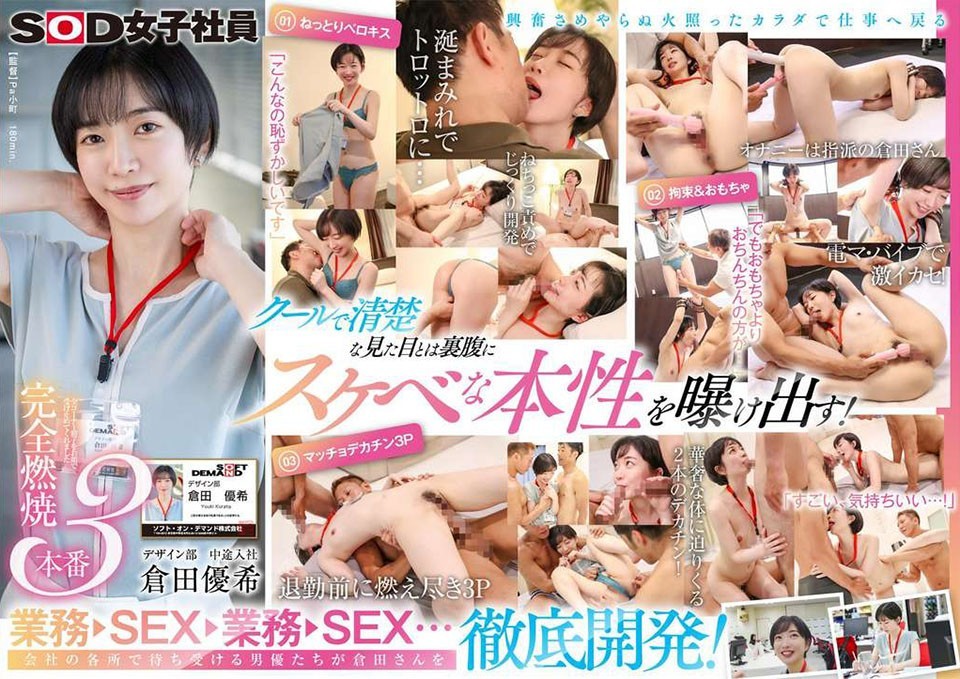 SOD女子社員
【監督】Pa小町 180min.
完全燃焼
3
本番
SOFT ON DEMAND
デザイン部
倉田 優希
Youki Kurata
ソフト・オン・デマンド株式会社
デザイン部 中途入社
倉田優希
01 ねっとりベロキス
「こんなの恥ずかしいです」
涎まみれで
トロットロに…
ねちっこ責めで
じっくり開発
興奮さめやらぬ火照ったカラダで仕事へ戻る
オナニーは指派の倉田さん
02 拘束&おもちゃ
「でもおもちゃより
おちんちんの方が」
電マ・バイブで
激イカセ!
クールで清楚
な見た目とは裏腹に
スケベな本性を曝け出す!
03 マッチョデカチン3P
退勤前に燃え尽き3P
華奢な体に迫りくる
2本のデカチン!
「すごい、気持ちいい…!」
業務▶SEX▶業務▶SEX…
会社の各所で待ち受ける男優たちが倉田さんを
徹底開発!